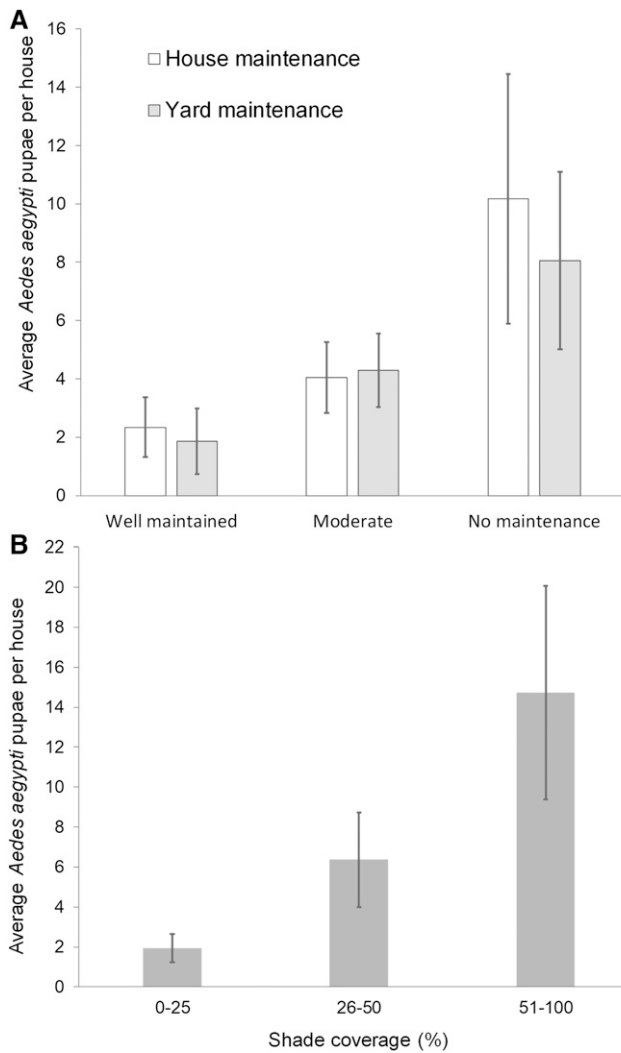 A
16
14
12
10
8
6
4
2
0
Average Aedes aegypti pupae per house
House maintenance
Yard maintenance
Well maintained Moderate No maintenance
B
22
20
18
16
14
12
10
8
6
4
2
0
Average Aedes aegypti pupae per house
0-25 26-50 51-100
Shade coverage (%)